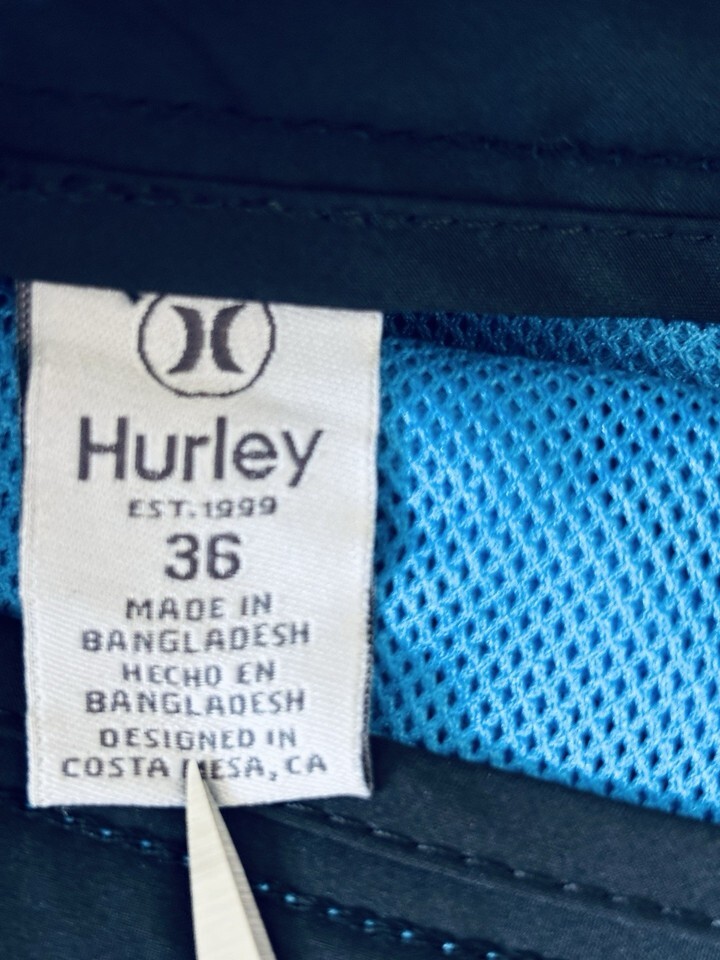 Hurley
EST. 1999
36
MADE IN
BANGLADESH
HECHO EN
BANGLADESH
DESIGNED IN
COSTA MESA, CA